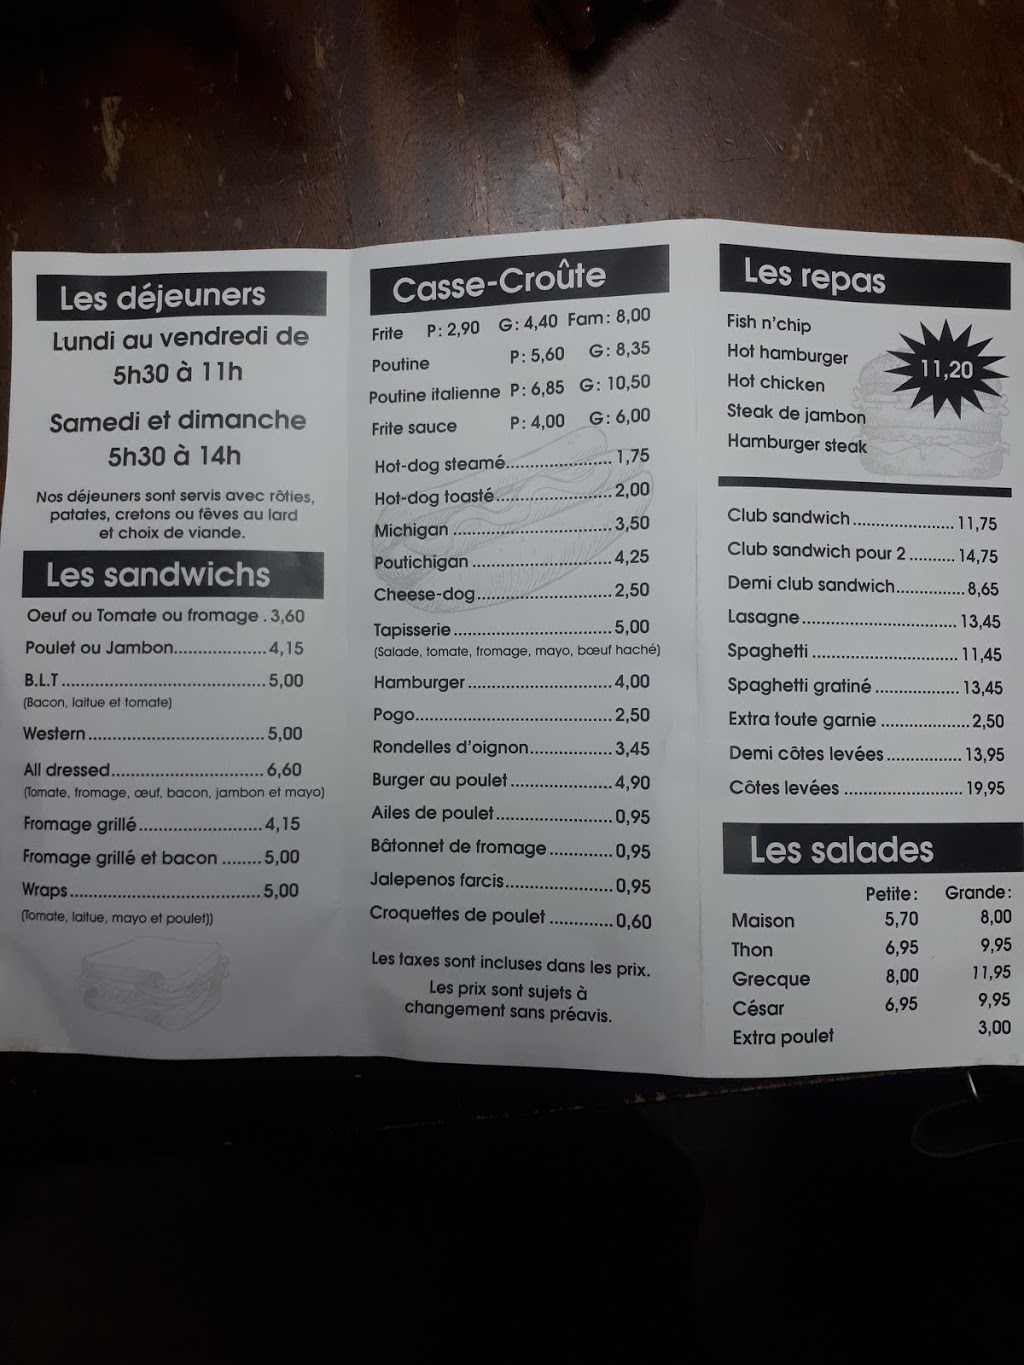 Les déjeuners
Lundi au vendredi de
5h30 à 11h
Samedi et dimanche
5h30 à 14h
Nos déjeuners sont servis avec rôties,
patates, cretons ou fêves au lard
et choix de viande.
Les sandwichs
Oeuf ou Tomate ou fromage . 3,60
Poulet ou Jambon.................. 4,15
B.L.T ....................................... 5,00
(Bacon, laitue et tomate)
Western .................................. 5,00
All dressed.............................. 6,60
(Tomate, fromage, œuf, bacon, jambon et mayo)
Fromage grillé........................ 4,15
Fromage grillé et bacon ........ 5,00
Wraps ..................................... 5,00
(Tomate, laitue, mayo et poulet))
Casse-Croûte
Frite P: 2,90 G: 4,40 Fam: 8,00
Poutine P: 5,60 G: 8,35
Poutine italienne P: 6,85 G: 10,50
Frite sauce P: 4,00 G: 6,00
Hot-dog steamé..................... 1,75
Hot-dog toasté....................... 2,00
Michigan ................................ 3,50
Poutichigan ............................ 4,25
Cheese-dog........................... 2,50
Tapisserie ............................... 5,00
(Salade, tomate, fromage, mayo, bœuf haché)
Hamburger ............................ 4,00
Pogo....................................... 2,50
Rondelles d'oignon................ 3,45
Burger au poulet .................... 4,90
Ailes de poulet....................... 0,95
Bâtonnet de fromage ............ 0,95
Jalepenos farcis..................... 0,95
Croquettes de poulet ............ 0,60
Les taxes sont incluses dans les prix.
Les prix sont sujets à
changement sans préavis.
Les repas
Fish n'chip
Hot hamburger
11,20
Hot chicken
Steak de jambon
Hamburger steak
Club sandwich .................... 11,75
Club sandwich pour 2 ......... 14,75
Demi club sandwich.............. 8,65
Lasagne............................... 13,45
Spaghetti ............................. 11,45
Spaghetti gratiné ................. 13,45
Extra toute garnie .................. 2,50
Demi côtes levées............... 13,95
Côtes levées ....................... 19,95
Les salades
Petite: Grande:
Maison 5,70 8,00
Thon 6,95 9,95
Grecque 8,00 11,95
César 6,95 9,95
Extra poulet 3,00